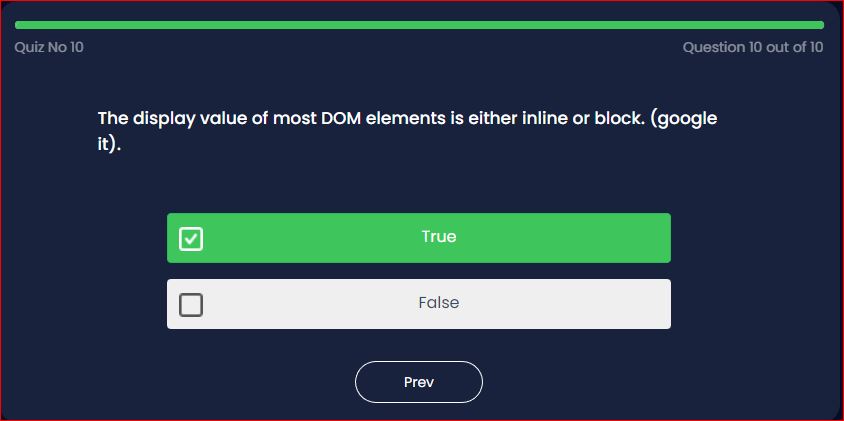 Quiz No 10
Question 10 out of 10
The display value of most DOM elements is either inline or block. (google
it).
True
False
Prev